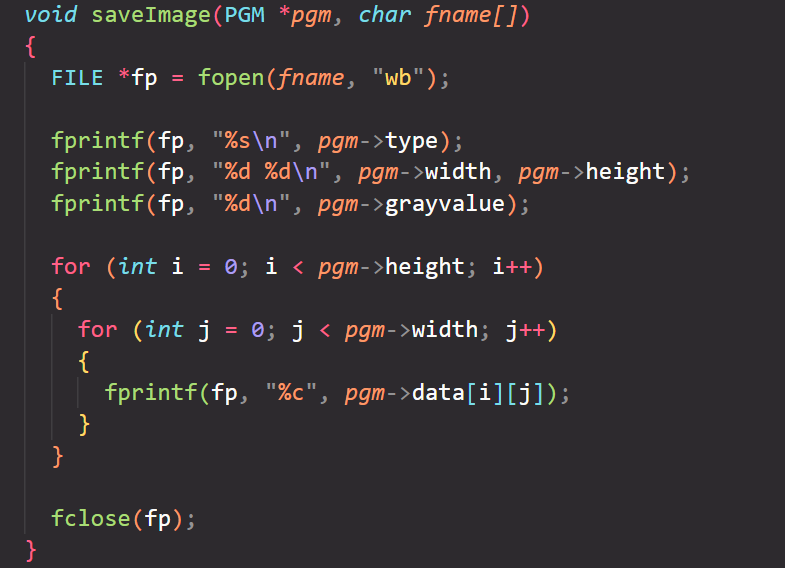 void saveImage(PGM *pgm, char fname[])
{
FILE *fp = fopen(fname, "wb");
fprintf(fp, "%s\n", pgm->type);
fprintf(fp, "%d %d\n", pgm->width, pgm->height);
fprintf(fp, "%d\n", pgm->grayvalue);
for (int i = 0; i < pgm->height; i++)
{
for (int j = 0; j < pgm->width; j++)
{
fprintf(fp, "%c", pgm->data[i][j]);
}
}
fclose(fp);
}